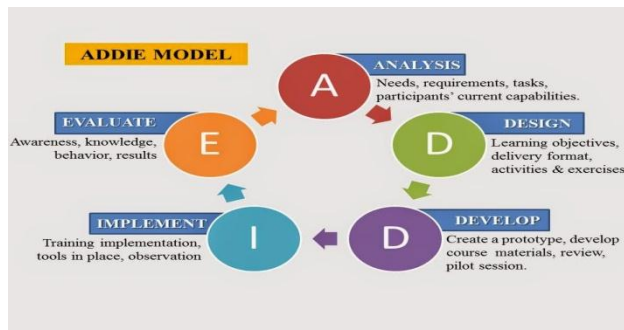 ADDIE MODEL
A
ANALYSIS
Needs, requirements, tasks,
participants' current capabilities.
D
DESIGN
Learning objectives,
delivery format,
activities & exercises
D
DEVELOP
Create a prototype, develop
course materials, review,
pilot session.
I
IMPLEMENT
Training implementation,
tools in place, observation
E
EVALUATE
Awareness, knowledge,
behavior, results